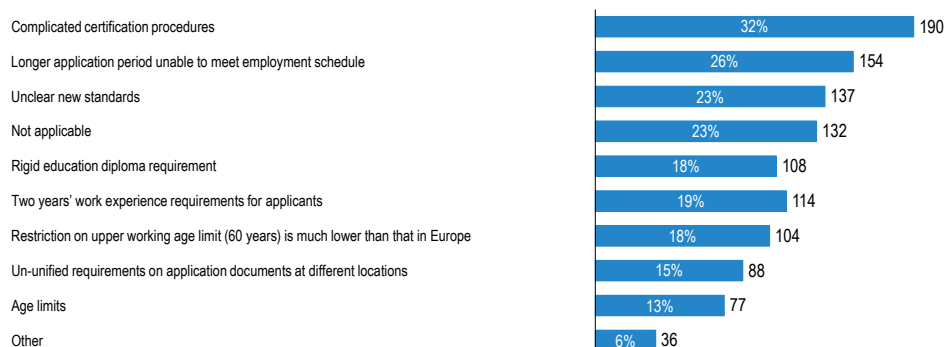 Complicated certification procedures 32% 190
Longer application period unable to meet employment schedule 26% 154
Unclear new standards 23% 137
Not applicable 23% 132
Rigid education diploma requirement 18% 108
Two years’ work experience requirements for applicants 19% 114
Restriction on upper working age limit (60 years) is much lower than that in Europe 18% 104
Un-unified requirements on application documents at different locations 15% 88
Age limits 13% 77
Other 6% 36